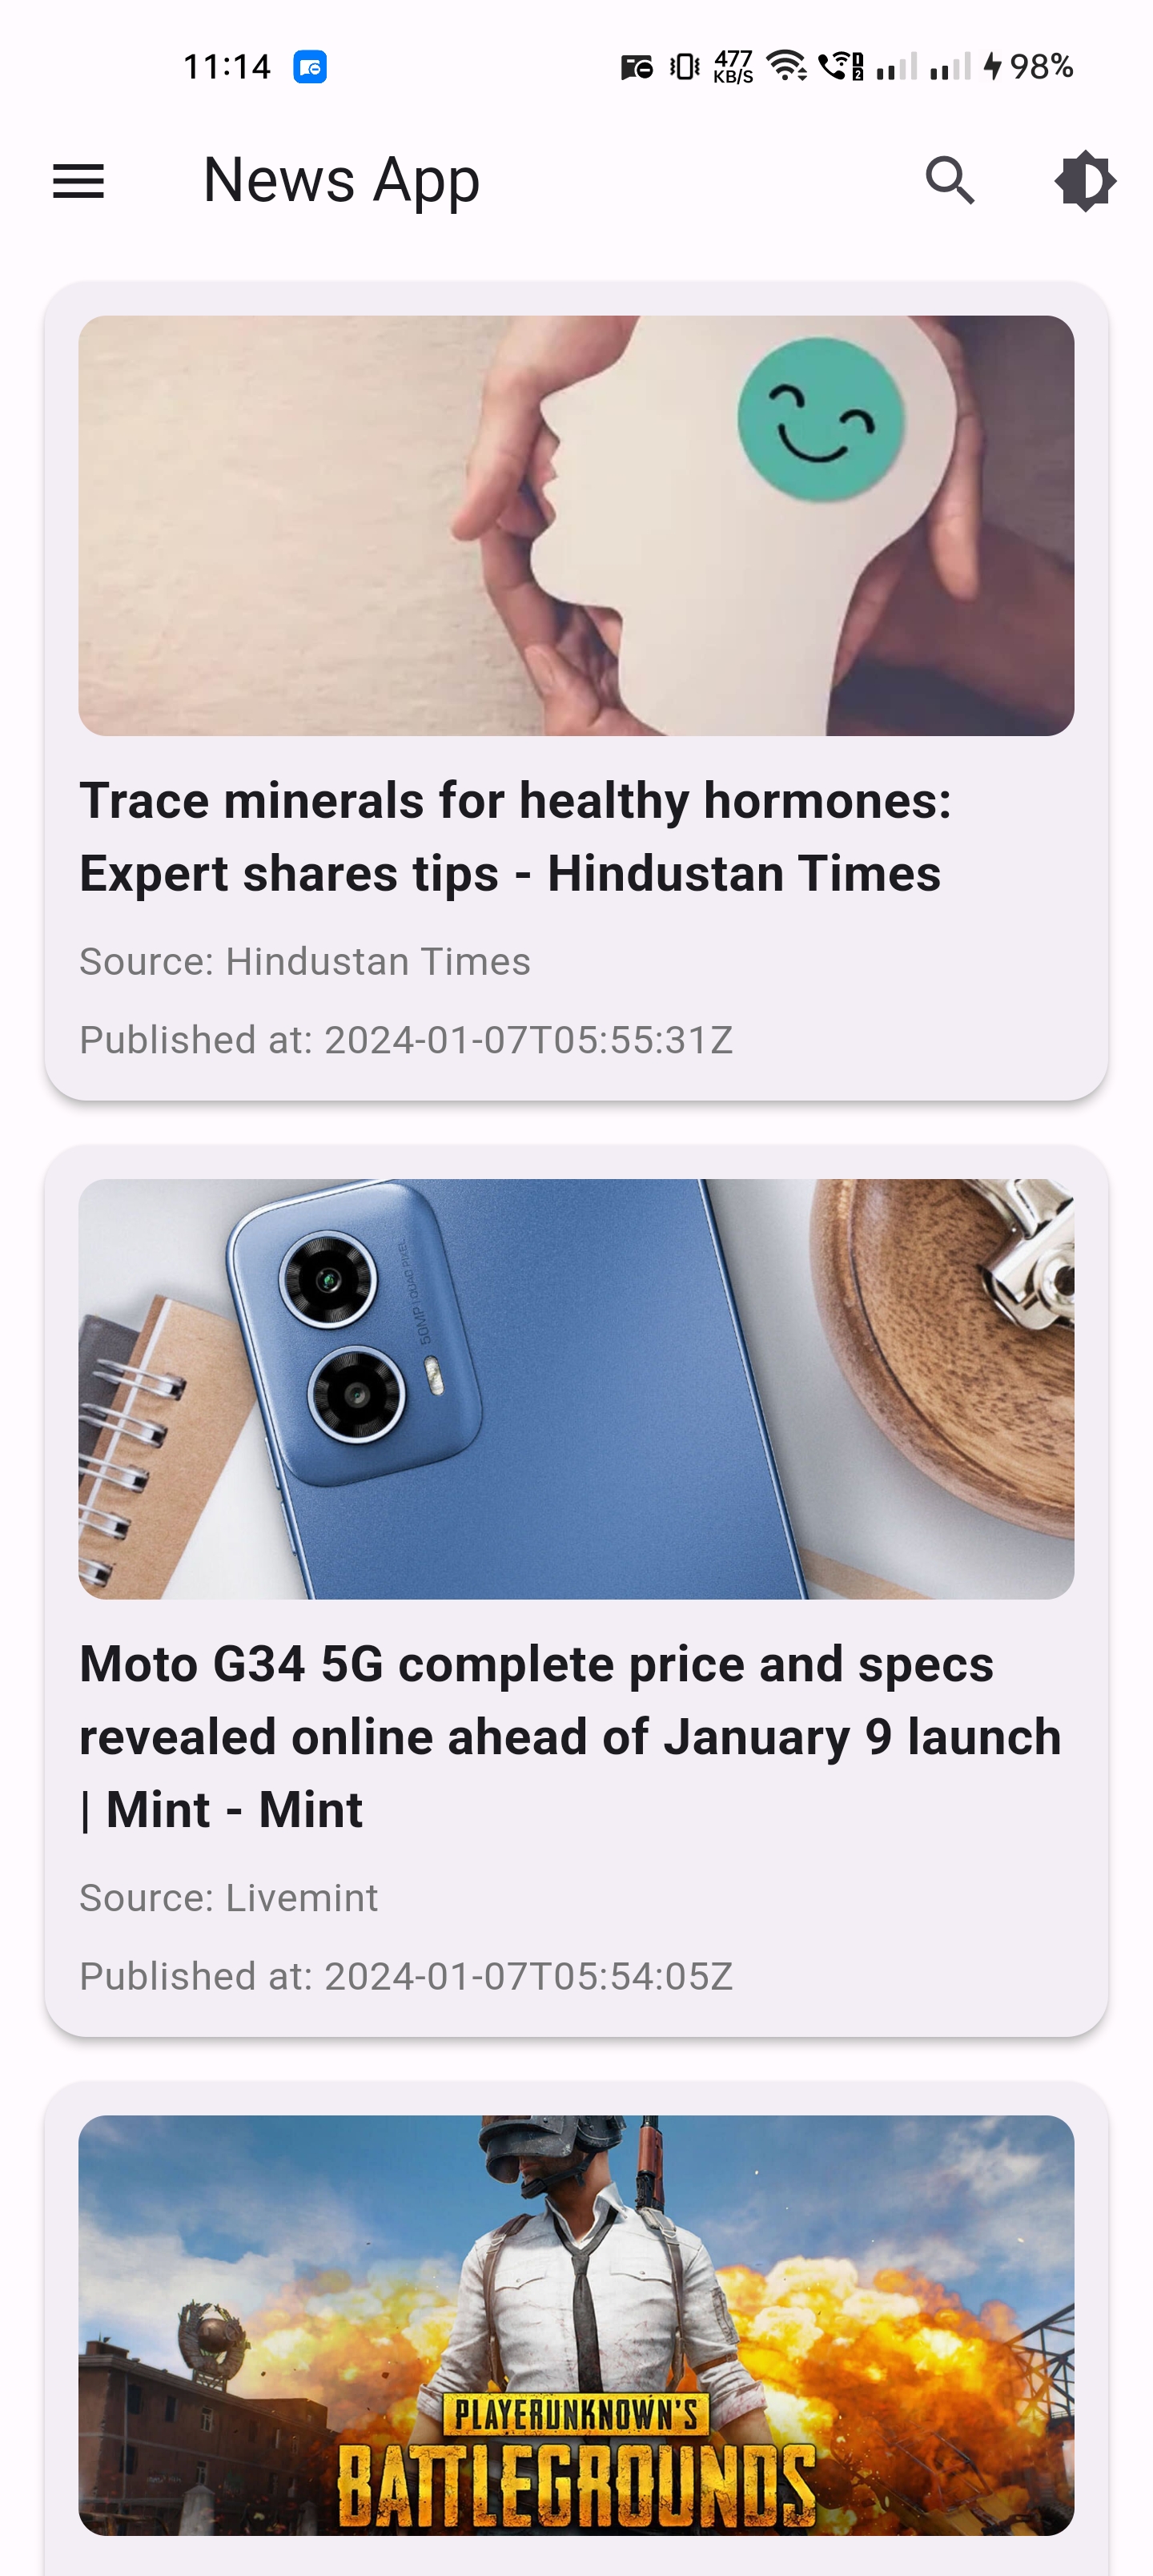 11:14
477
KB/S
1
2
98%
News App
Trace minerals for healthy hormones:
Expert shares tips - Hindustan Times
Source: Hindustan Times
Published at: 2024-01-07T05:55:31Z
50MP | QUAD PIXEL
Moto G34 5G complete price and specs
revealed online ahead of January 9 launch
| Mint - Mint
Source: Livemint
Published at: 2024-01-07T05:54:05Z
PLAYERUNKNOWN'S
BATTLEGROUNDS